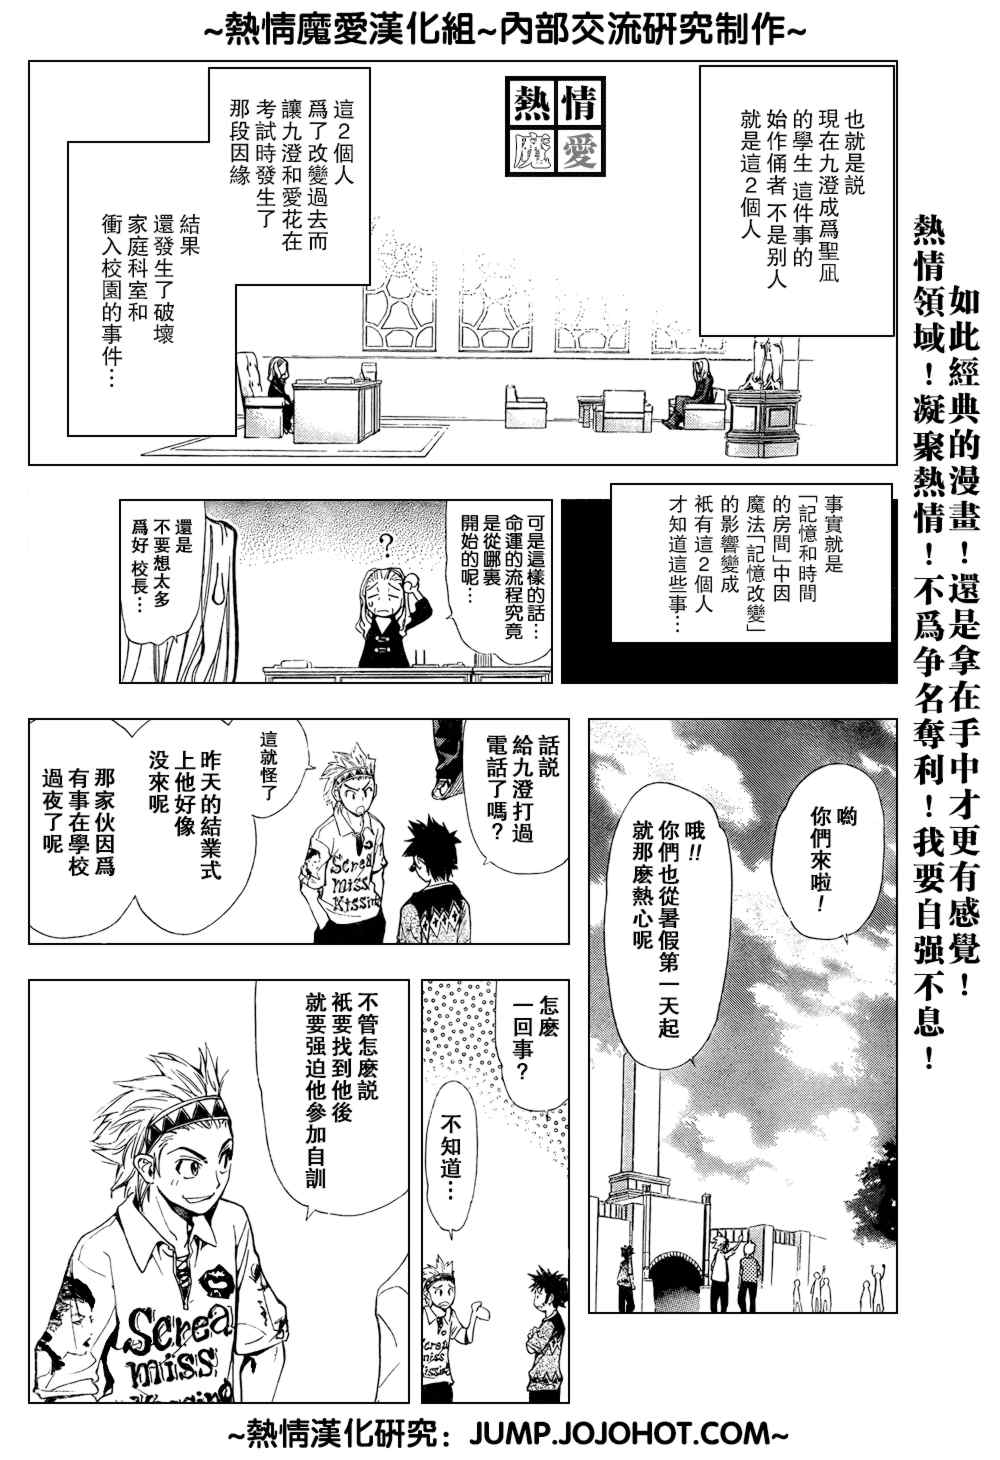 ~熱情魔愛漢化組~內部交流研究制作~
如此經典的漫畫！還是拿在手中才更有感覺！
熱情領域！凝聚熱情！不爲争名奪利！我要自强不息！
熱情
魔愛
也就是説
現在九澄成爲聖凪
的學生 這件事的
始作俑者 不是别人
就是這2個人
這2個人
爲了改變過去而
讓九澄和愛花在
考試時發生了
那段因緣
結果
還發生了破壞
家庭科室和
衝入校園的事件…
事實就是
「記憶和時間
的房間」中因
魔法「記憶改變」
的影響變成
衹有這2個人
才知道這些事…
可是這樣的話…
命運的流程究竟
是從哪裏
開始的呢…
?
還是
不要想太多
爲好 校長…
喲
你們來啦！
哦!!
你們也從暑假第一天起
就那麽熱心呢
話説
給九澄打過
電話了嗎？
這就怪了
昨天的結業式
上他好像
没來呢
那家伙因爲
有事在學校
過夜了呢
Screa
miss
Kissing
怎麽
一回事？
不知道…
Screa
miss
Kissing
不管怎麽説
衹要找到他後
就要强迫他參加自訓
Screa
miss
Kissing
~熱情漢化研究：JUMP.JOJOHOT.COM~